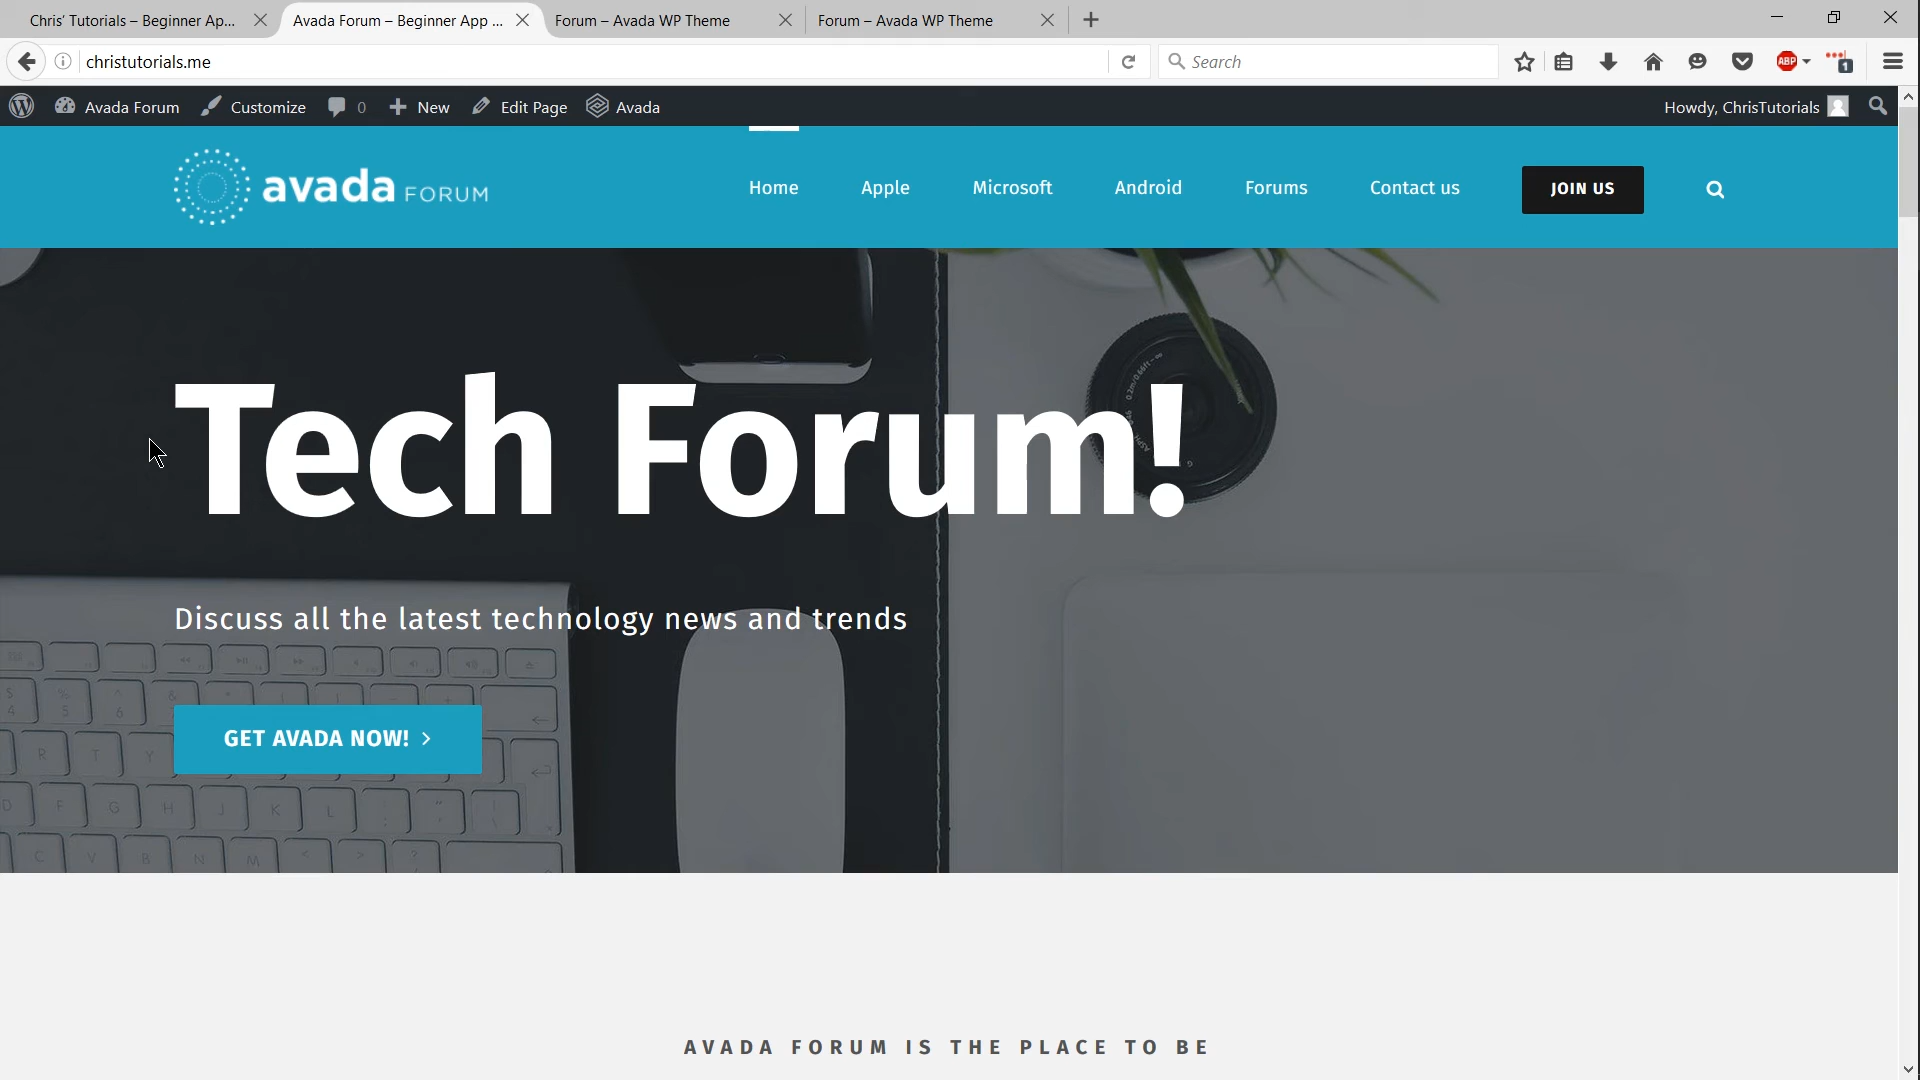 Chris' Tutorials – Beginner Ap...
Avada Forum – Beginner App ...
Forum – Avada WP Theme
Forum – Avada WP Theme
christutorials.me
Search
ABP
1
Avada Forum
Customize
0
New
Edit Page
Avada
Howdy, ChrisTutorials
avada FORUM
Home
Apple
Microsoft
Android
Forums
Contact us
JOIN US
Tech Forum!
Discuss all the latest technology news and trends
GET AVADA NOW!
AVADA FORUM IS THE PLACE TO BE